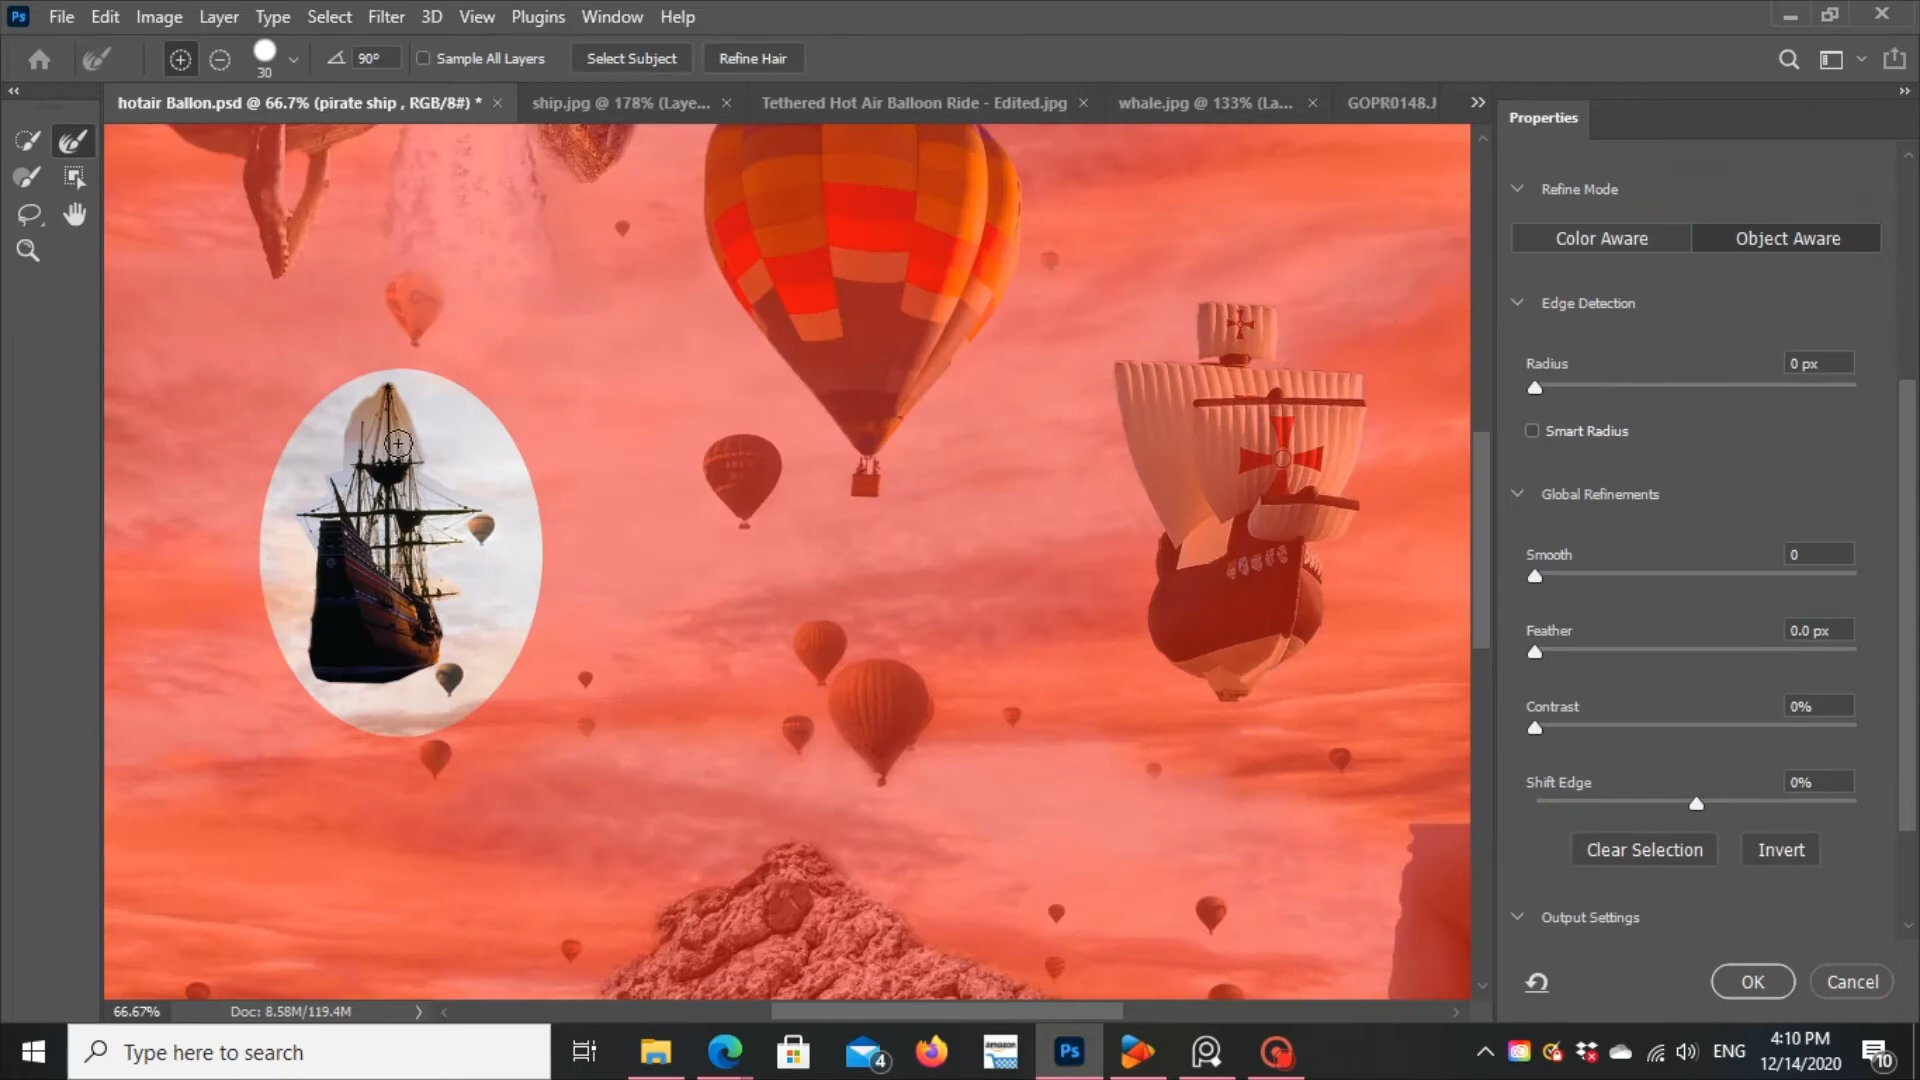 Ps File Edit Image Layer Type Select Filter 3D View Plugins Window Help
30 90° Sample All Layers Select Subject Refine Hair
hotair Ballon.psd @ 66.7% (pirate ship , RGB/8#) * ship.jpg @ 178% (Laye... Tethered Hot Air Balloon Ride - Edited.jpg whale.jpg @ 133% (La... GOPR0148.J
Properties
Refine Mode
Color Aware Object Aware
Edge Detection
Radius 0 px
Smart Radius
Global Refinements
Smooth 0
Feather 0.0 px
Contrast 0%
Shift Edge 0%
Clear Selection Invert
Output Settings
OK Cancel
66.67% Doc: 8.58M/119.4M
Type here to search amazon 4 Ps ENG 4:10 PM 10
12/14/2020